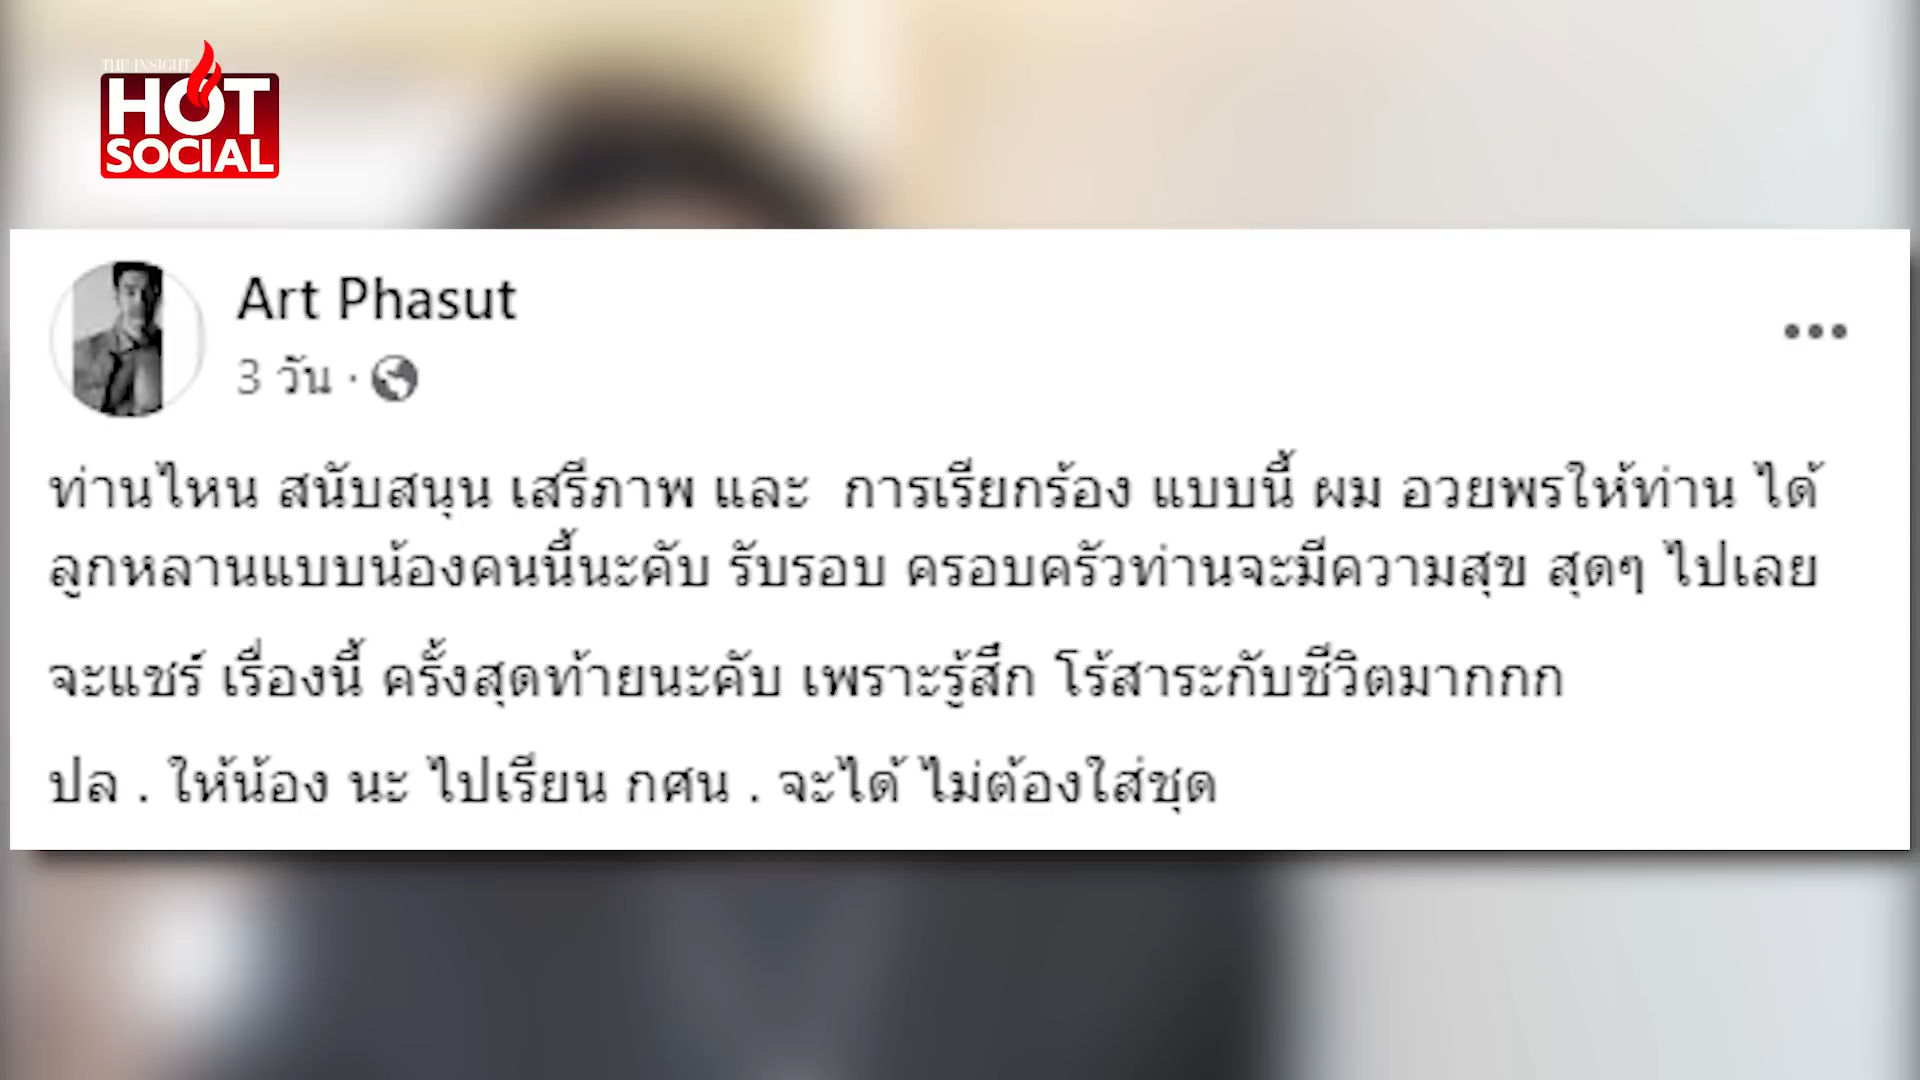 THE INSIGHT
HOT
SOCIAL
Art Phasut
3 วัน ·
ท่านไหน สนับสนุน เสรีภาพ และ การเรียกร้อง แบบนี้ ผม อวยพรให้ท่าน ได้
ลูกหลานแบบน้องคนนี้นะคับ รับรอบ ครอบครัวท่านจะมีความสุข สุดๆ ไปเลย
จะแชร์ เรื่องนี้ ครั้งสุดท้ายนะคับ เพราะรู้สึก โร้สาระกับชีวิตมากกก
ปล . ให้น้อง นะ ไปเรียน กศน . จะได้ ไม่ต้องใส่ชุด